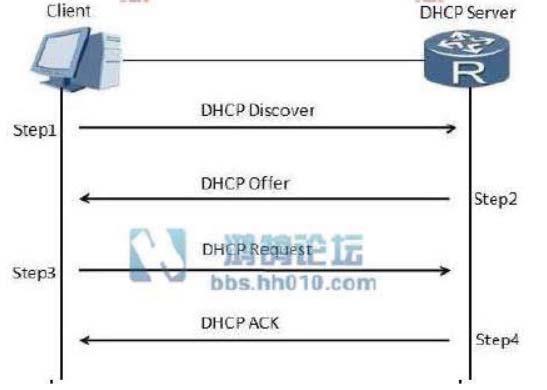 Client
DHCP Server
R
DHCP Discover
Step1
DHCP Offer
Step2
鸿鹄论坛
DHCP Request
Step3
bbs.hh010.com
DHCP ACK
Step4